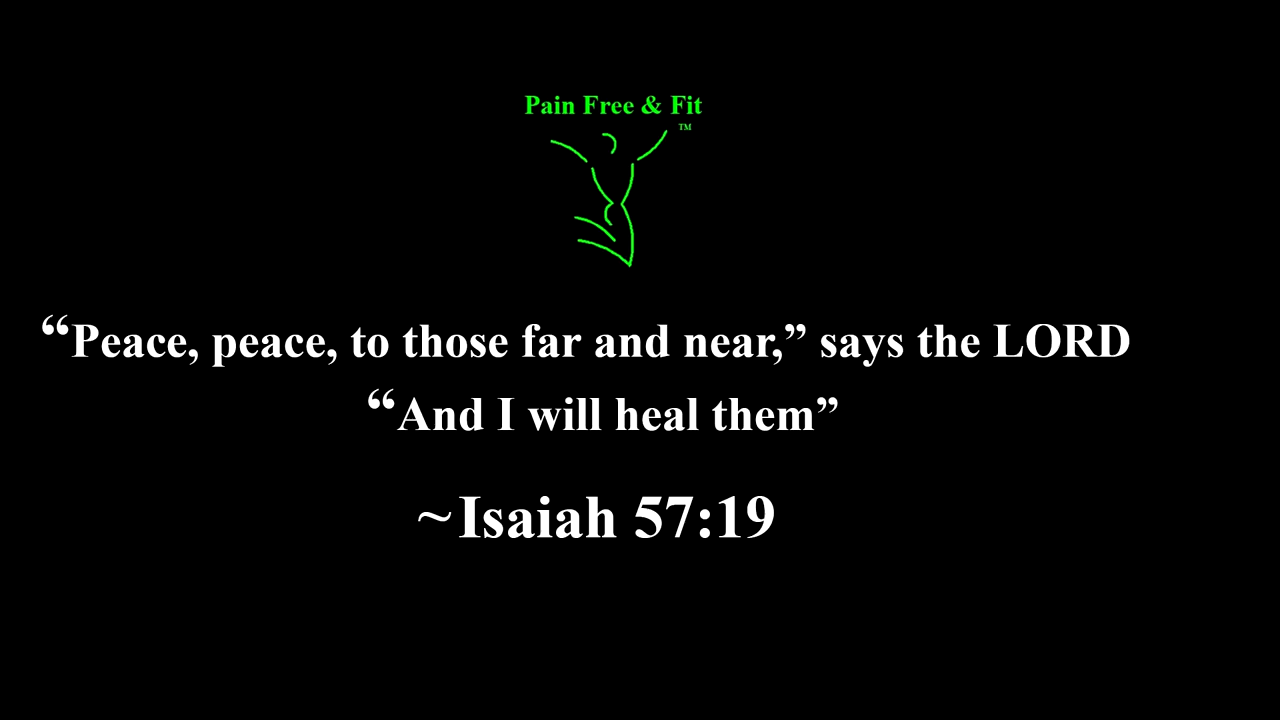 Pain Free & Fit
™
“Peace, peace, to those far and near,” says the LORD
“And I will heal them”
~Isaiah 57:19